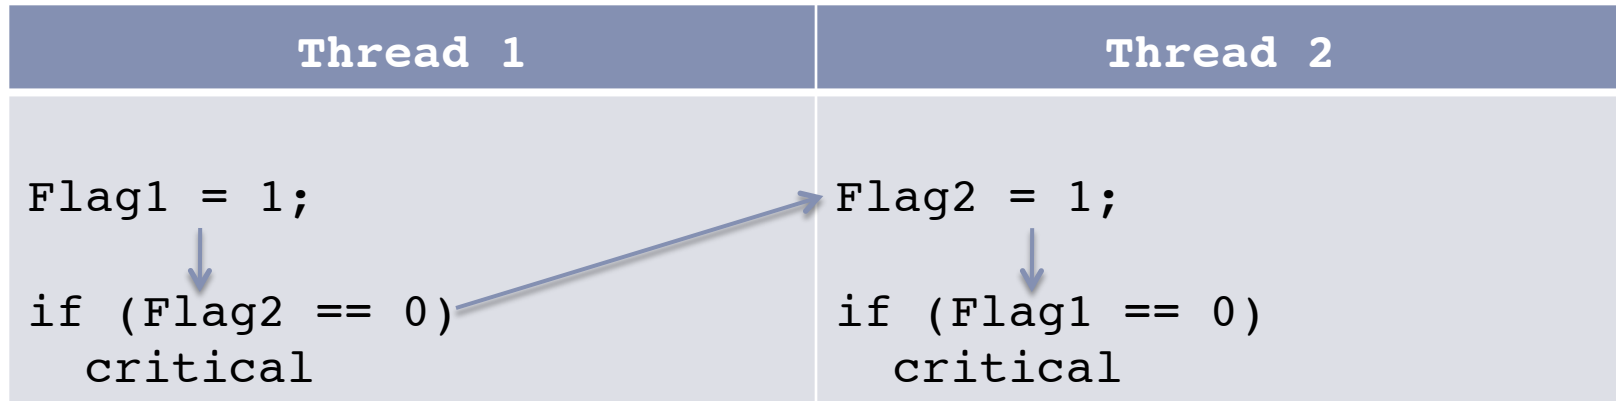 Thread 1
Thread 2
Flag1 = 1;
if (Flag2 == 0)
critical
Flag2 = 1;
if (Flag1 == 0)
critical